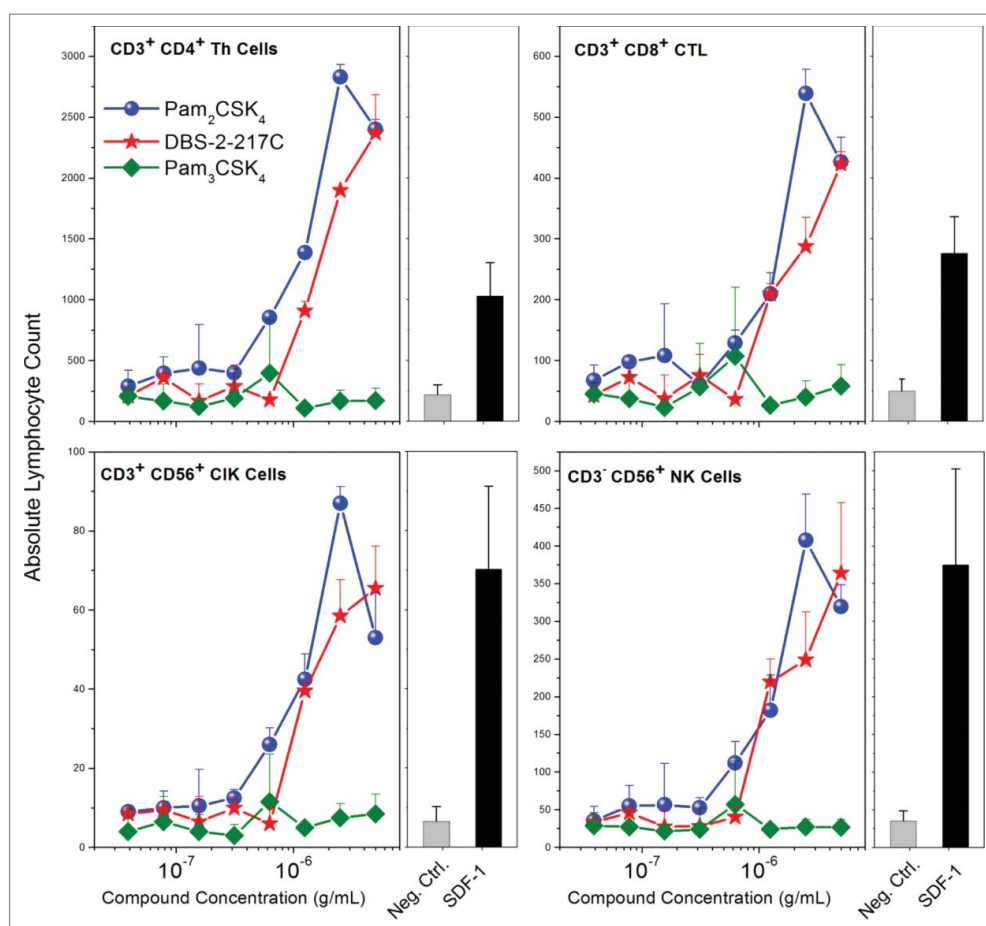 Absolute Lymphocyte Count
CD3+ CD4+ Th Cells
Pam2CSK4
DBS-2-217C
Pam3CSK4
3000
2500
2000
1500
1000
500
0
CD3+ CD8+ CTL
600
500
400
300
200
100
0
CD3+ CD56+ CIK Cells
100
80
60
40
20
0
10-7
10-6
Compound Concentration (g/mL)
Neg. Ctrl.
SDF-1
CD3- CD56+ NK Cells
500
450
400
350
300
250
200
150
100
50
0
10-7
10-6
Compound Concentration (g/mL)
Neg. Ctrl.
SDF-1